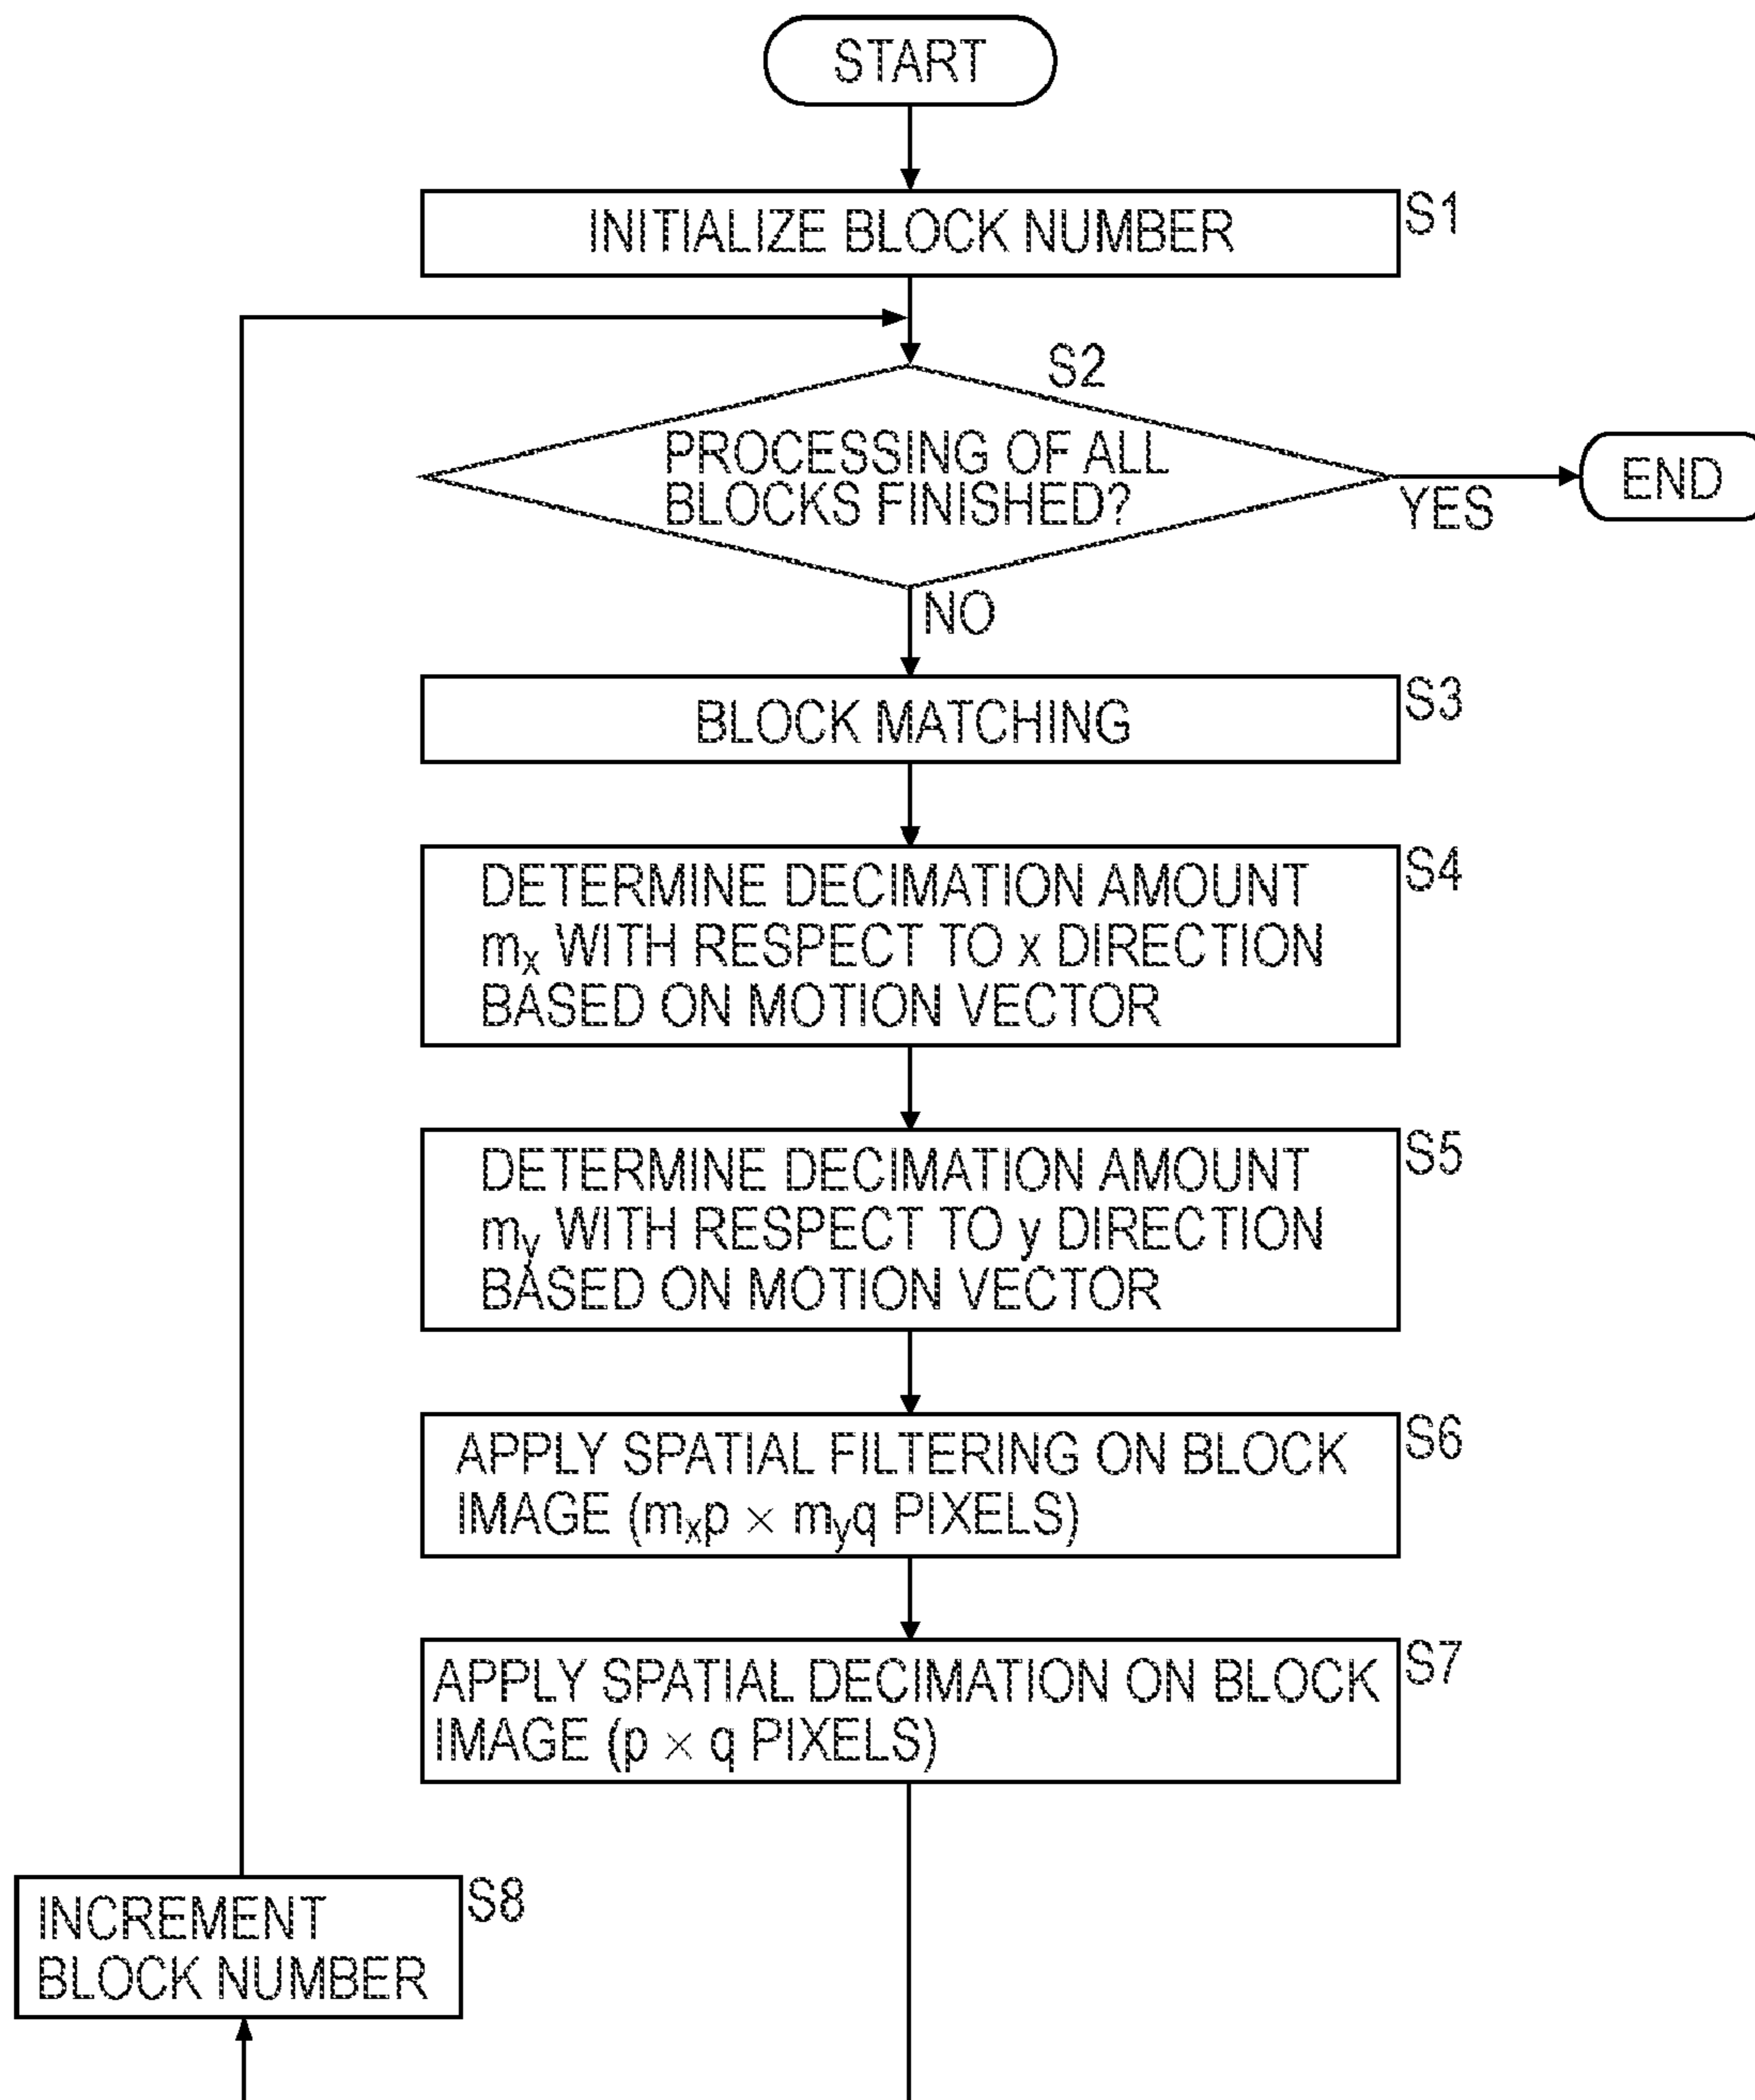 START
INITIALIZE BLOCK NUMBER
S1
S2
PROCESSING OF ALL
BLOCKS FINISHED?
YES
END
NO
BLOCK MATCHING
S3
DETERMINE DECIMATION AMOUNT
mx WITH RESPECT TO x DIRECTION
BASED ON MOTION VECTOR
S4
DETERMINE DECIMATION AMOUNT
my WITH RESPECT TO y DIRECTION
BASED ON MOTION VECTOR
S5
APPLY SPATIAL FILTERING ON BLOCK
IMAGE (mxp × myq PIXELS)
S6
APPLY SPATIAL DECIMATION ON BLOCK
IMAGE (p × q PIXELS)
S7
INCREMENT
BLOCK NUMBER
S8